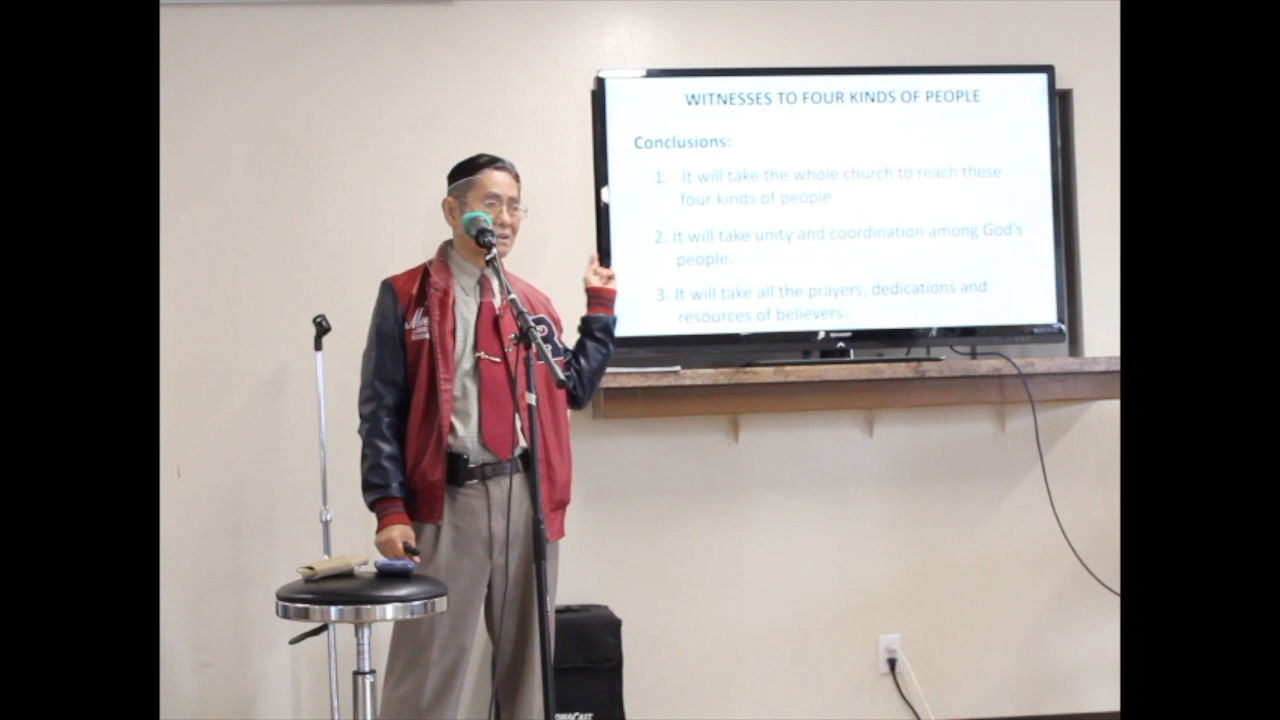 WITNESSES TO FOUR KINDS OF PEOPLE
Conclusions:
1. It will take the whole church to reach these
four kinds of people
2. It will take unity and coordination among God's
people.
3. It will take all the prayers, dedications and
resources of believers.
SHARP
R